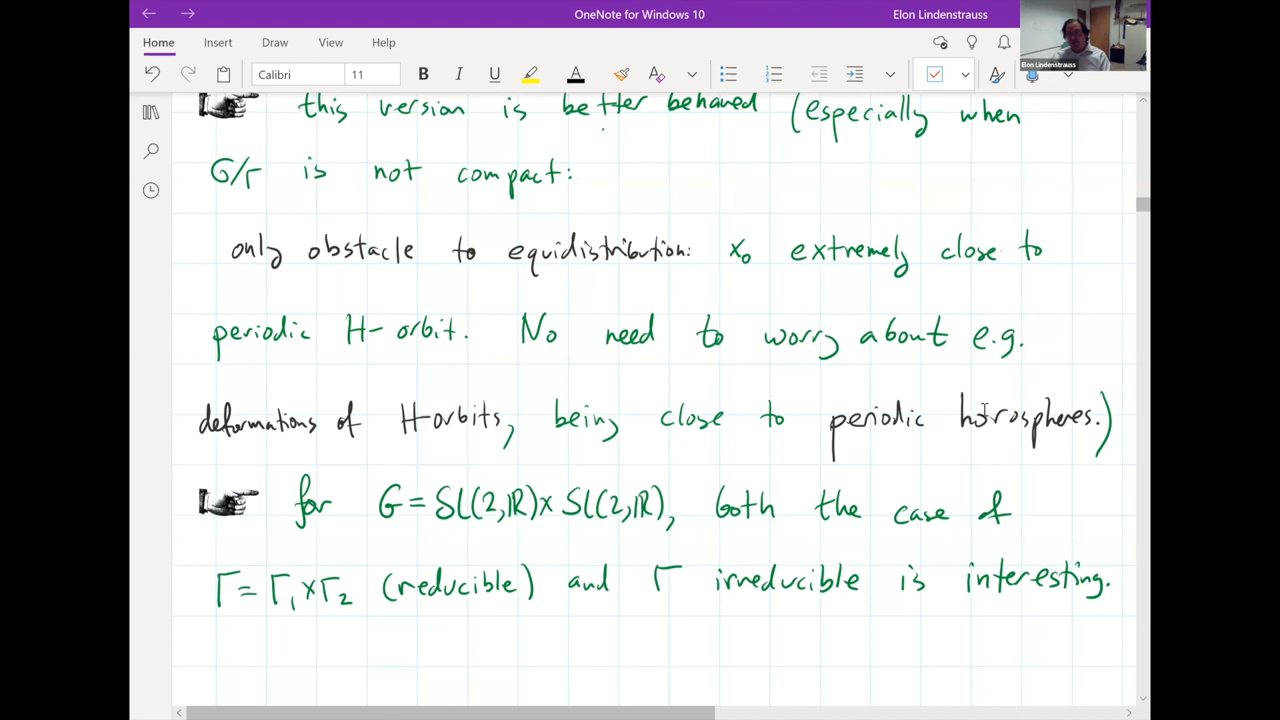 OneNote for Windows 10
Elon Lindenstrauss
Elon Lindenstrauss
Home Insert Draw View Help
Calibri 11 B I U A
this version is better behaved (especially when
G/Γ is not compact:
only obstacle to equidistribution: x₀ extremely close to
periodic H-orbit. No need to worry about e.g.
deformations of H orbits, being close to periodic horospheres.)
for G = SL(2,ℝ)x SL(2,ℝ), both the case of
Γ = Γ₁ x Γ₂ (reducible) and Γ irreducible is interesting.